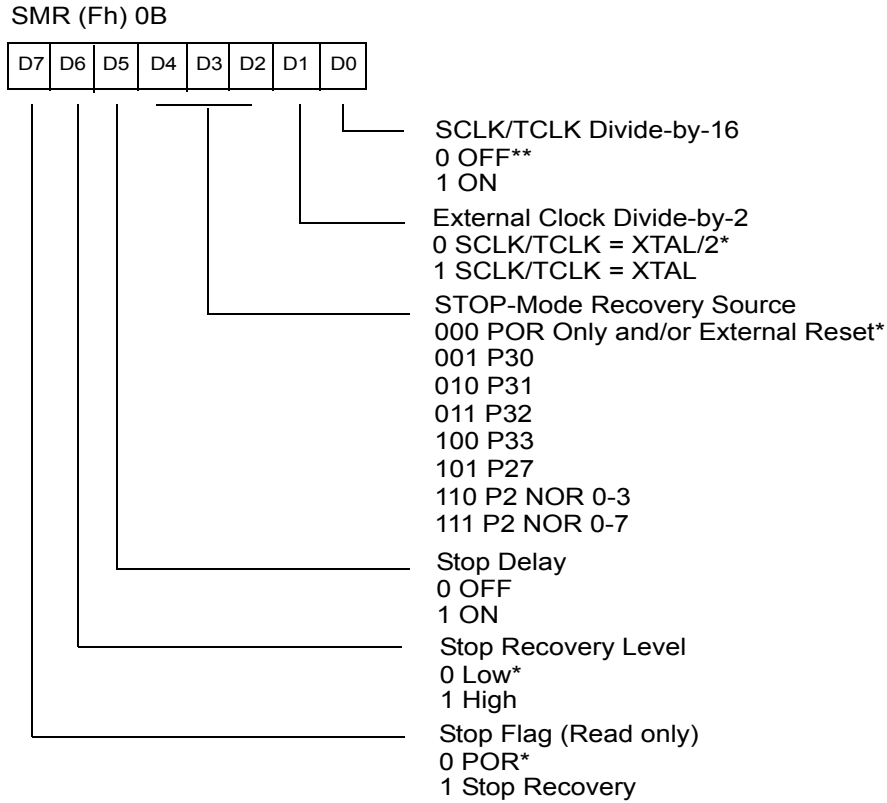 SMR (Fh) 0B
D7 D6 D5 D4 D3 D2 D1 D0
SCLK/TCLK Divide-by-16
0 OFF**
1 ON
External Clock Divide-by-2
0 SCLK/TCLK = XTAL/2*
1 SCLK/TCLK = XTAL
STOP-Mode Recovery Source
000 POR Only and/or External Reset*
001 P30
010 P31
011 P32
100 P33
101 P27
110 P2 NOR 0-3
111 P2 NOR 0-7
Stop Delay
0 OFF
1 ON
Stop Recovery Level
0 Low*
1 High
Stop Flag (Read only)
0 POR*
1 Stop Recovery